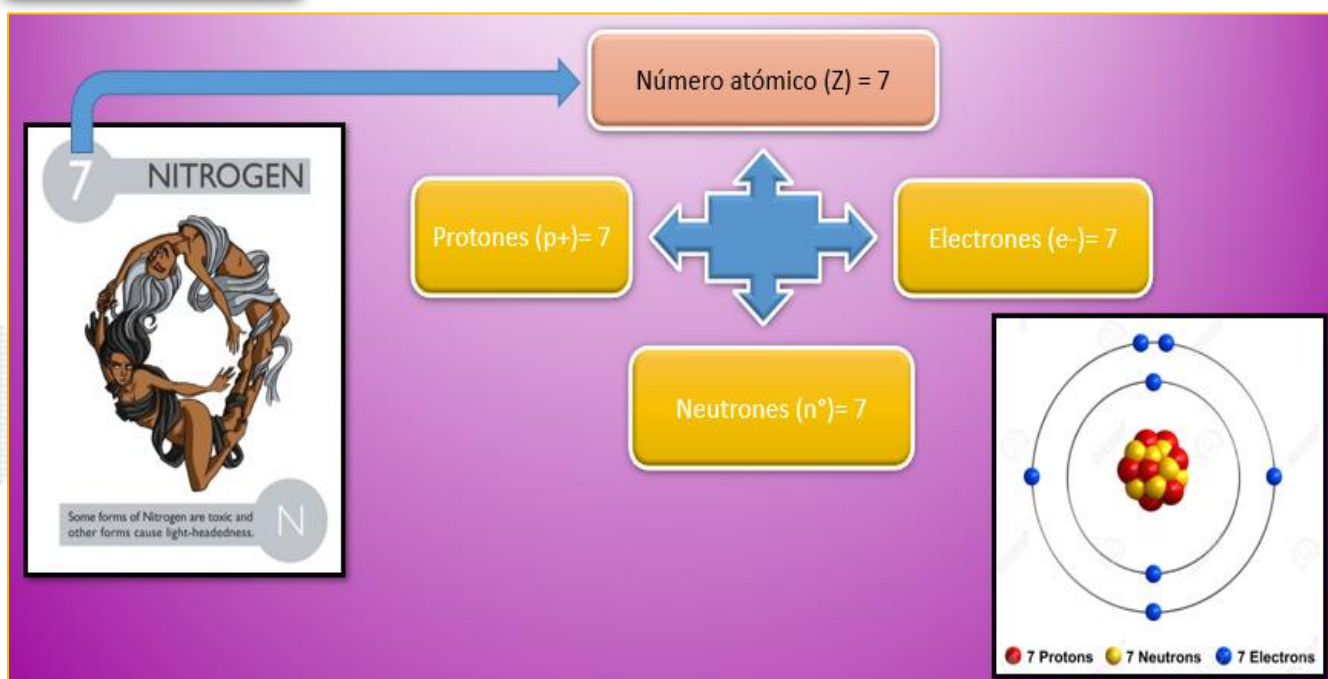 Número atómico (Z) = 7
7
NITROGEN
Protones (p+)= 7
Electrones (e-)= 7
Neutrones (n°)= 7
Some forms of Nitrogen are toxic and
other forms cause light-headedness.
N
7 Protons 7 Neutrons 7 Electrons